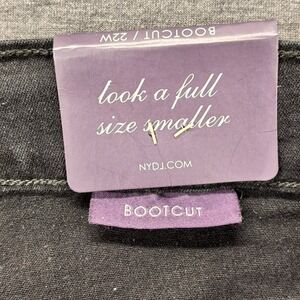 BOOTCUT / 22W
look a full
size smaller
NYDJ.COM
BOOTCUT